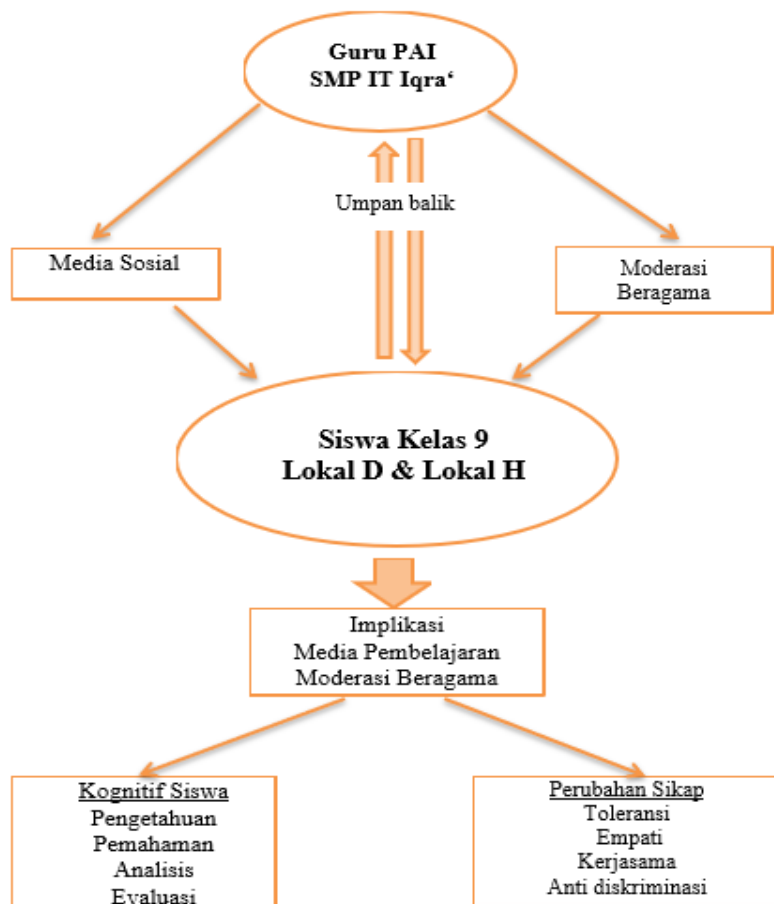 Guru PAI
SMP IT Iqra‘
Umpan balik
Media Sosial
Moderasi
Beragama
Siswa Kelas 9
Lokal D & Lokal H
Implikasi
Media Pembelajaran
Moderasi Beragama
Kognitif Siswa
Pengetahuan
Pemahaman
Analisis
Evaluasi
Perubahan Sikap
Toleransi
Empati
Kerjasama
Anti diskriminasi